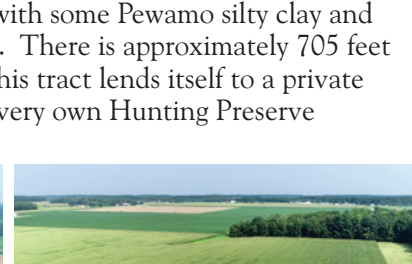 with some Pewamo silty clay and
. There is approximately 705 feet
his tract lends itself to a private
very own Hunting Preserve